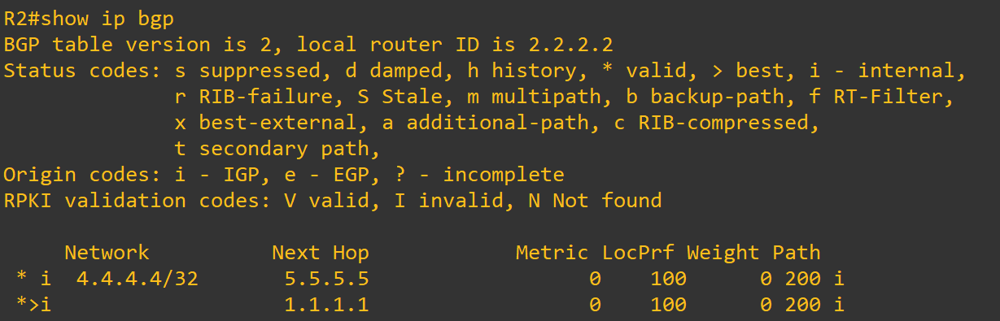 R2#show ip bgp
BGP table version is 2, local router ID is 2.2.2.2
Status codes: s suppressed, d damped, h history, * valid, > best, i - internal,
              r RIB-failure, S Stale, m multipath, b backup-path, f RT-Filter,
              x best-external, a additional-path, c RIB-compressed,
              t secondary path,
Origin codes: i - IGP, e - EGP, ? - incomplete
RPKI validation codes: V valid, I invalid, N Not found

     Network          Next Hop            Metric LocPrf Weight Path
 * i  4.4.4.4/32       5.5.5.5                  0    100      0 200 i
 *>i                   1.1.1.1                  0    100      0 200 i